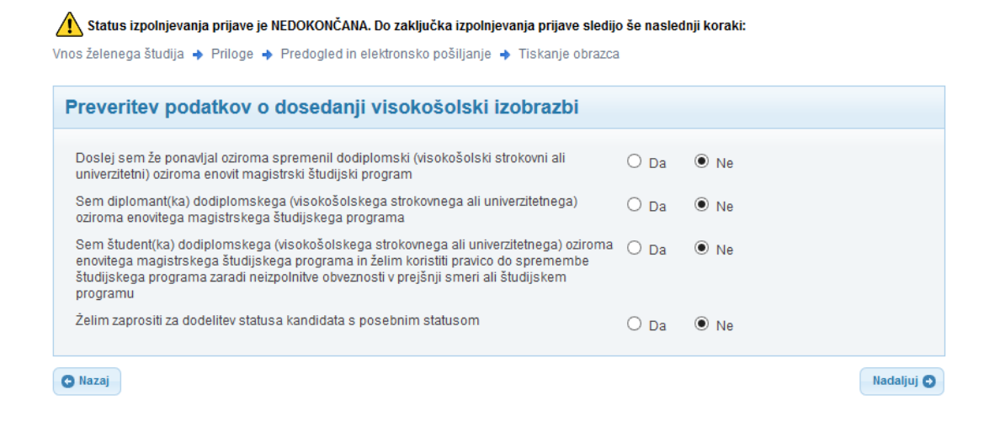 Status izpolnjevanja prijave je NEDOKONČANA. Do zaključka izpolnjevanja prijave sledijo še naslednji koraki:
Vnos želenega študija Priloge Predogled in elektronsko pošiljanje Tiskanje obrazca
Preveritev podatkov o dosedanji visokošolski izobrazbi
Doslej sem že ponavljal oziroma spremenil dodiplomski (visokošolski strokovni ali
univerzitetni) oziroma enovit magistrski študijski program
Da Ne
Sem diplomant(ka) dodiplomskega (visokošolskega strokovnega ali univerzitetnega)
oziroma enovitega magistrskega študijskega programa
Da Ne
Sem študent(ka) dodiplomskega (visokošolskega strokovnega ali univerzitetnega) oziroma
enovitega magistrskega študijskega programa in želim koristiti pravico do spremembe
študijskega programa zaradi neizpolnitve obveznosti v prejšnji smeri ali študijskem
programu
Da Ne
Želim zaprositi za dodelitev statusa kandidata s posebnim statusom
Da Ne
Nazaj
Nadaljuj